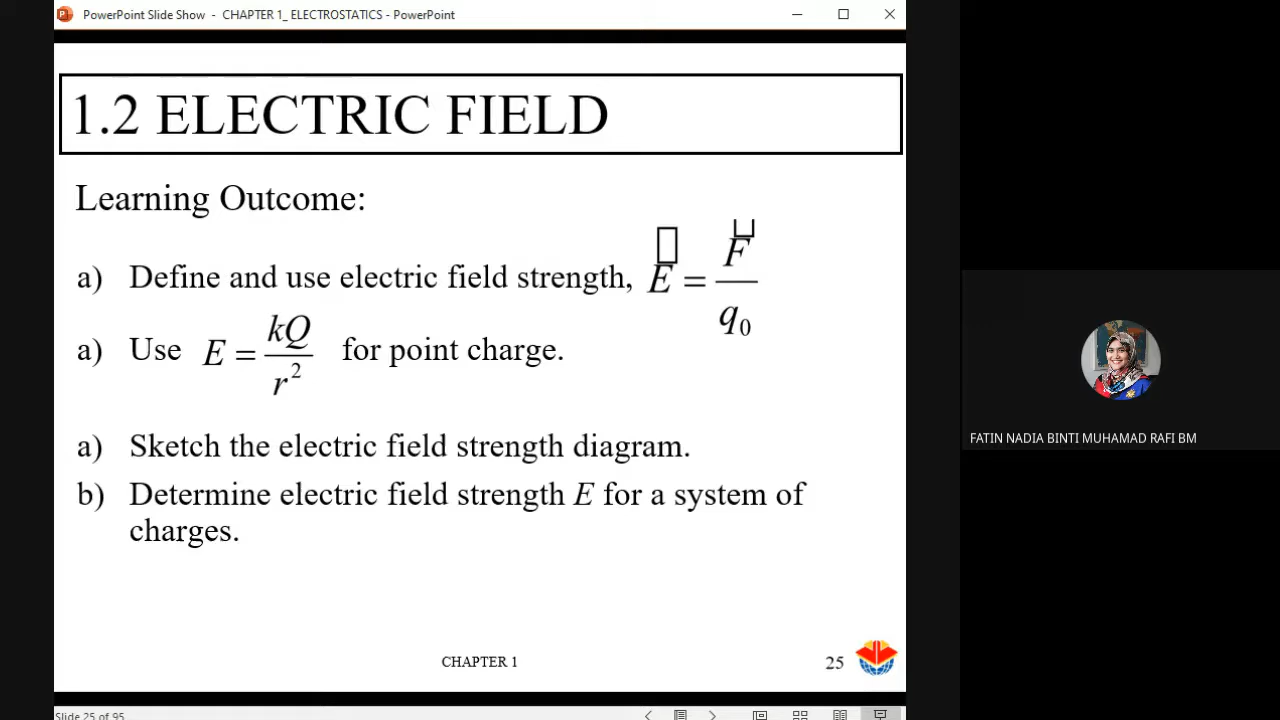 PowerPoint Slide Show - CHAPTER 1_ ELECTROSTATICS - PowerPoint
1.2 ELECTRIC FIELD
Learning Outcome:
a) Define and use electric field strength, E = F / q₀
a) Use E = kQ / r² for point charge.
a) Sketch the electric field strength diagram.
b) Determine electric field strength E for a system of
charges.
FATIN NADIA BINTI MUHAMAD RAFI BM
CHAPTER 1
25
Slide 25 of 95